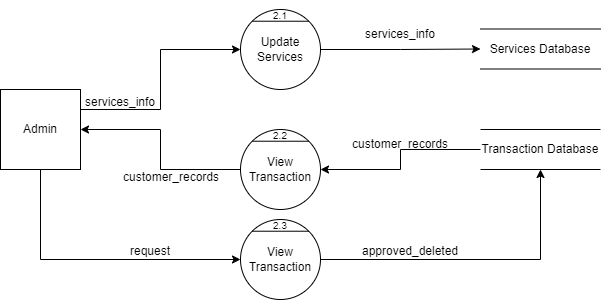 2.1
Update
Services
services_info
Services Database
services_info
Admin
2.2
View
Transaction
customer_records
Transaction Database
customer_records
2.3
View
Transaction
request
approved_deleted